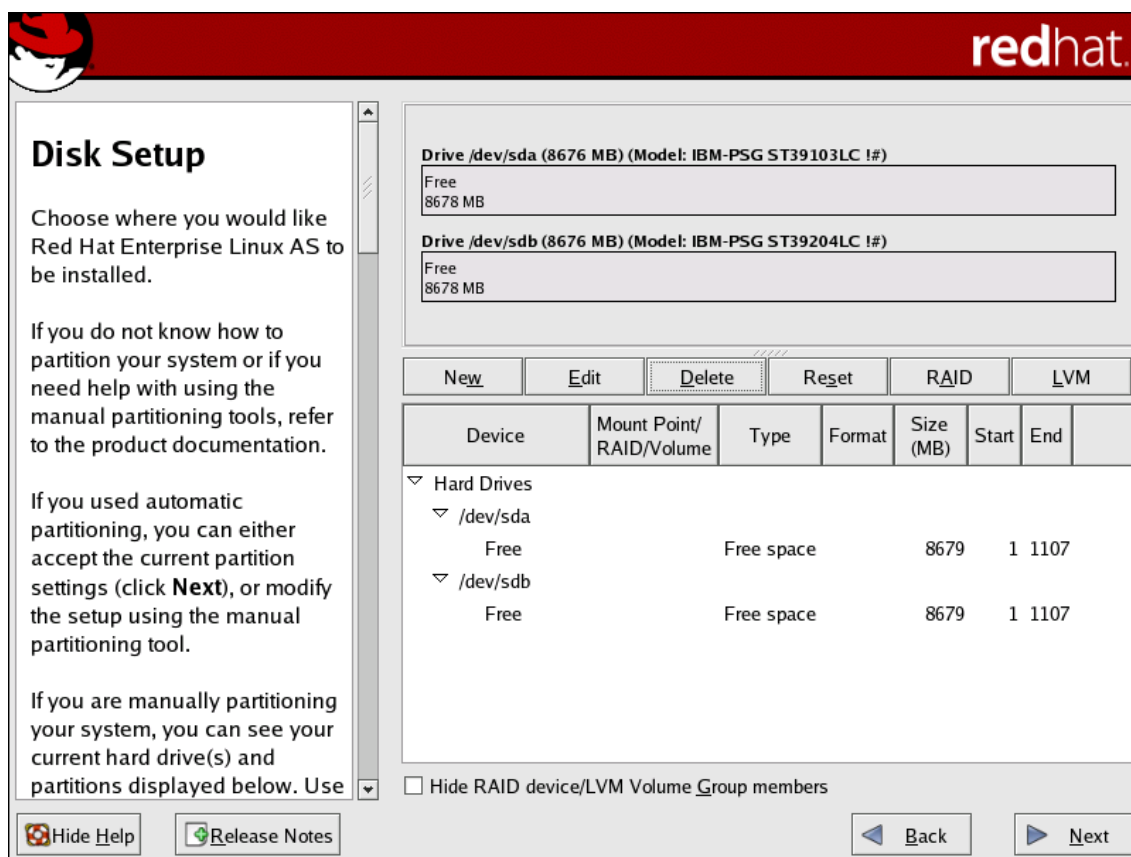 redhat.
Disk Setup
Choose where you would like
Red Hat Enterprise Linux AS to
be installed.
If you do not know how to
partition your system or if you
need help with using the
manual partitioning tools, refer
to the product documentation.
If you used automatic
partitioning, you can either
accept the current partition
settings (click Next), or modify
the setup using the manual
partitioning tool.
If you are manually partitioning
your system, you can see your
current hard drive(s) and
partitions displayed below. Use
Drive /dev/sda (8676 MB) (Model: IBM-PSG ST39103LC !#)
Free
8678 MB
Drive /dev/sdb (8676 MB) (Model: IBM-PSG ST39204LC !#)
Free
8678 MB
New Edit Delete Reset RAID LVM
Device Mount Point/ RAID/Volume Type Format Size (MB) Start End
Hard Drives
/dev/sda
Free Free space 8679 1 1107
/dev/sdb
Free Free space 8679 1 1107
Hide RAID device/LVM Volume Group members
Hide Help Release Notes Back Next